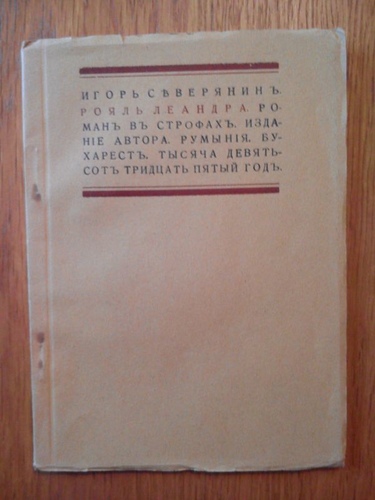 ИГОРЬ СѢВЕРЯНИНЪ.
РОЯЛЬ ЛЕАНДРА. РО-
МАНЪ ВЪ СТРОФАХЪ. ИЗДА-
НІЕ АВТОРА. РУМЫНІЯ. БУ-
ХАРЕСТЪ. ТЫСЯЧА ДЕВЯТЬ-
СОТЪ ТРИДЦАТЬ ПЯТЫЙ ГОДЪ.